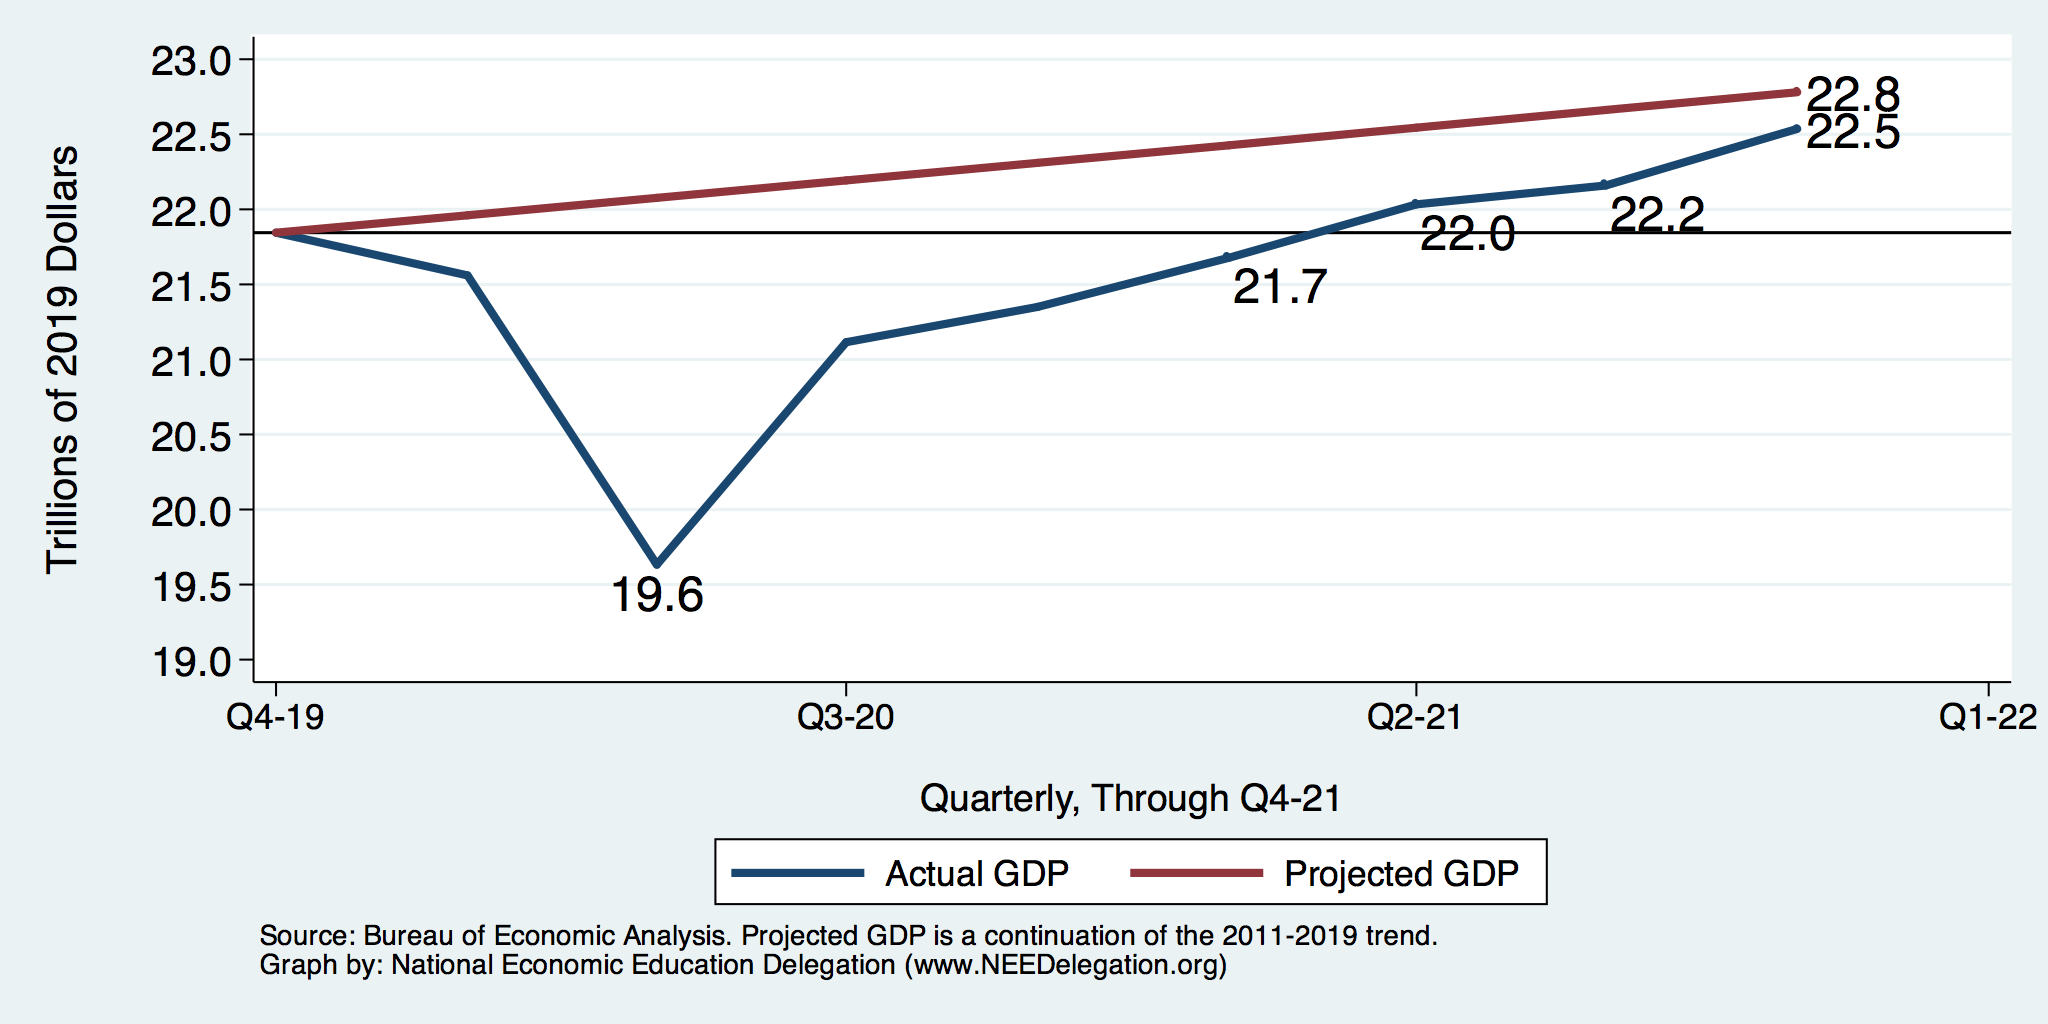 23.0
22.5
22.0
21.5
21.0
20.5
20.0
19.5
19.0
Trillions of 2019 Dollars
22.8
22.5
22.2
22.0
21.7
19.6
Q4-19
Q3-20
Q2-21
Q1-22
Quarterly, Through Q4-21
Actual GDP
Projected GDP
Source: Bureau of Economic Analysis. Projected GDP is a continuation of the 2011-2019 trend.
Graph by: National Economic Education Delegation (www.NEEDelegation.org)